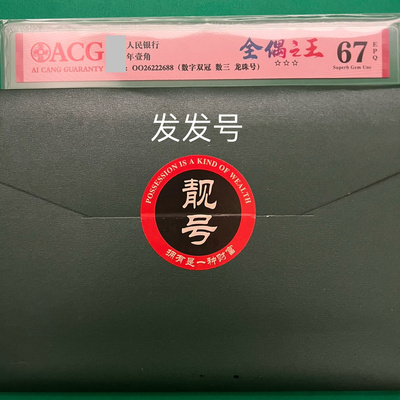 ACG
AI CANG GUARANTY
人民银行
年壹角
: OO26222688 (数字双冠 数三 龙珠号)
全偶之王
☆☆☆
67
EPQ
Superb Gem Unc
发发号
POSSESSION IS A KIND OF WEALTH
靓号
拥有是一种财富